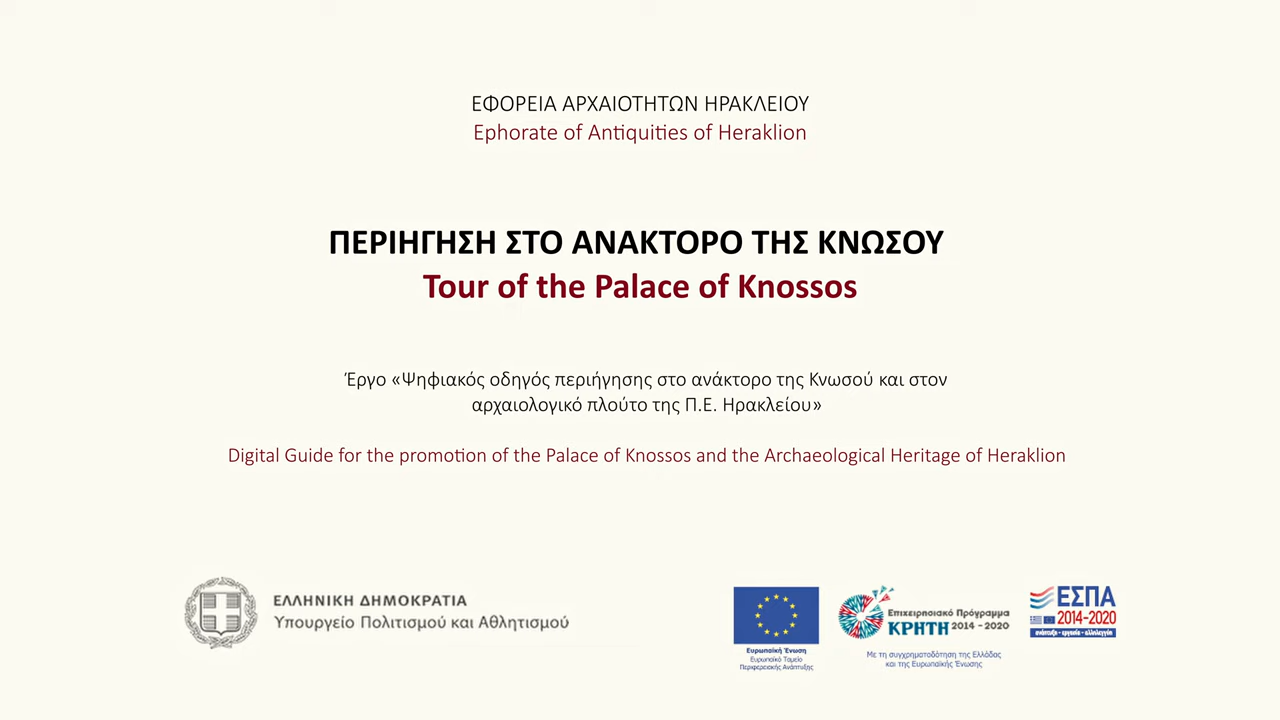 ΕΦΟΡΕΙΑ ΑΡΧΑΙΟΤΗΤΩΝ ΗΡΑΚΛΕΙΟΥ
Ephorate of Antiquities of Heraklion
ΠΕΡΙΗΓΗΣΗ ΣΤΟ ΑΝΑΚΤΟΡΟ ΤΗΣ ΚΝΩΣΟΥ
Tour of the Palace of Knossos
Έργο «Ψηφιακός οδηγός περιήγησης στο ανάκτορο της Κνωσού και στον
αρχαιολογικό πλούτο της Π.Ε. Ηρακλείου»
Digital Guide for the promotion of the Palace of Knossos and the Archaeological Heritage of Heraklion
ΕΛΛΗΝΙΚΗ ΔΗΜΟΚΡΑΤΙΑ
Υπουργείο Πολιτισμού και Αθλητισμού
Ευρωπαϊκή Ένωση
Ευρωπαϊκό Ταμείο
Περιφερειακής Ανάπτυξης
Επιχειρησιακό Πρόγραμμα
ΚΡΗΤΗ 2014 - 2020
Με τη συγχρηματοδότηση της Ελλάδας
και της Ευρωπαϊκής Ένωσης
ΕΣΠΑ
2014-2020
ανάπτυξη - εργασία - αλληλεγγύη